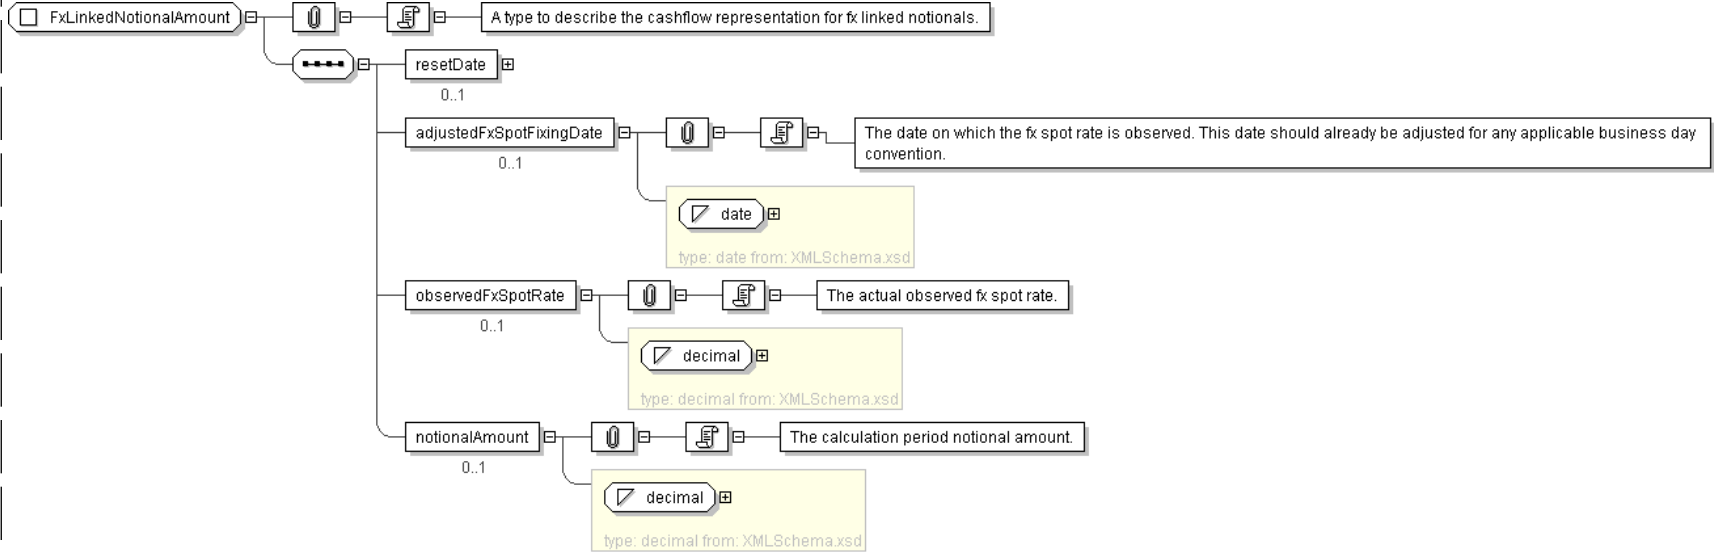 FxLinkedNotionalAmount
A type to describe the cashflow representation for fx linked notionals.
resetDate
0..1
adjustedFxSpotFixingDate
0..1
The date on which the fx spot rate is observed. This date should already be adjusted for any applicable business day
convention.
date
type: date from: XMLSchema.xsd
observedFxSpotRate
0..1
The actual observed fx spot rate.
decimal
type: decimal from: XMLSchema.xsd
notionalAmount
0..1
The calculation period notional amount.
decimal
type: decimal from: XMLSchema.xsd